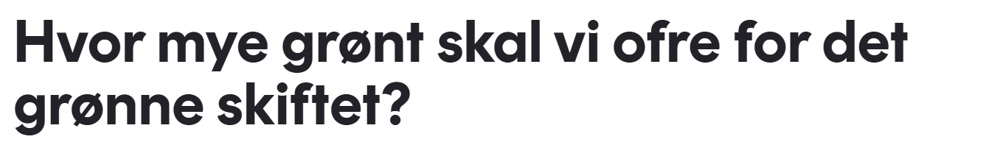 Hvor mye grønt skal vi ofre for det
grønne skiftet?